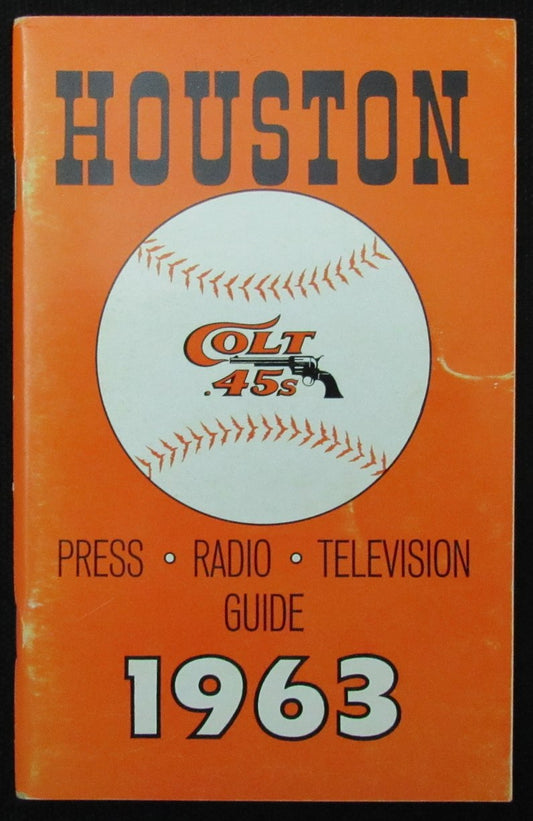 HOUSTON
COLT
.45s
PRESS • RADIO • TELEVISION
GUIDE
1963